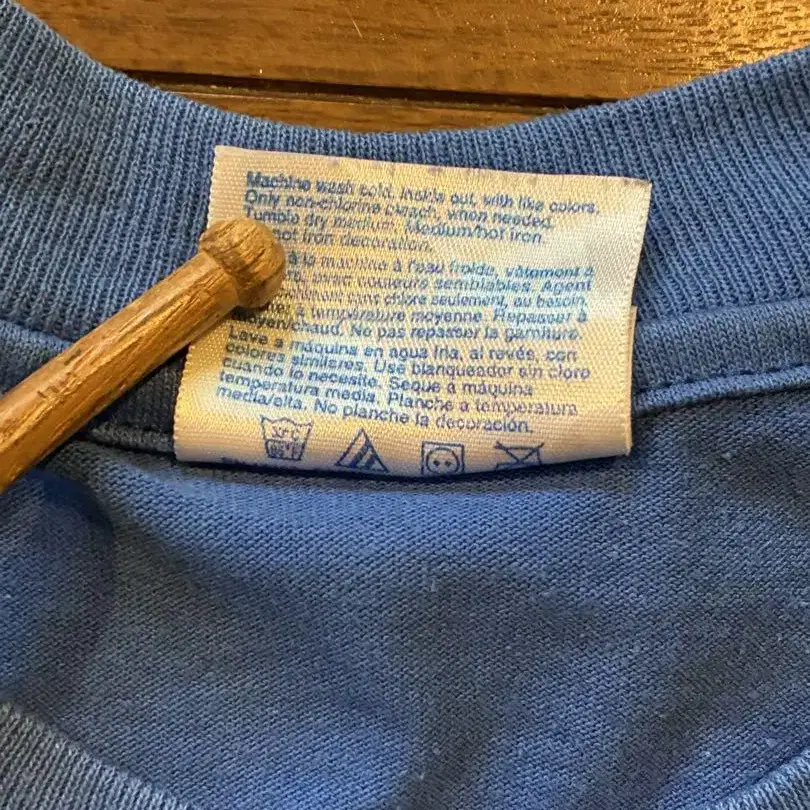 Machine wash cold, inside out, with like colors.
Only non-chlorine bleach, when needed.
Tumble dry medium. Medium/hot iron.
not iron decoration.
à la machine à l'eau froide, vêtement à
couleurs semblables. Agent
sans chlore seulement, au besoin.
à température moyenne. Repasser à
moyen/chaud. Ne pas repasser la garniture.
Lave a máquina en agua fria, al revés, con
colores similares. Use blanqueador sin cloro
cuando lo necesite. Seque a máquina
temperatura media. Planche a temperatura
media/alta. No planche la decoración.